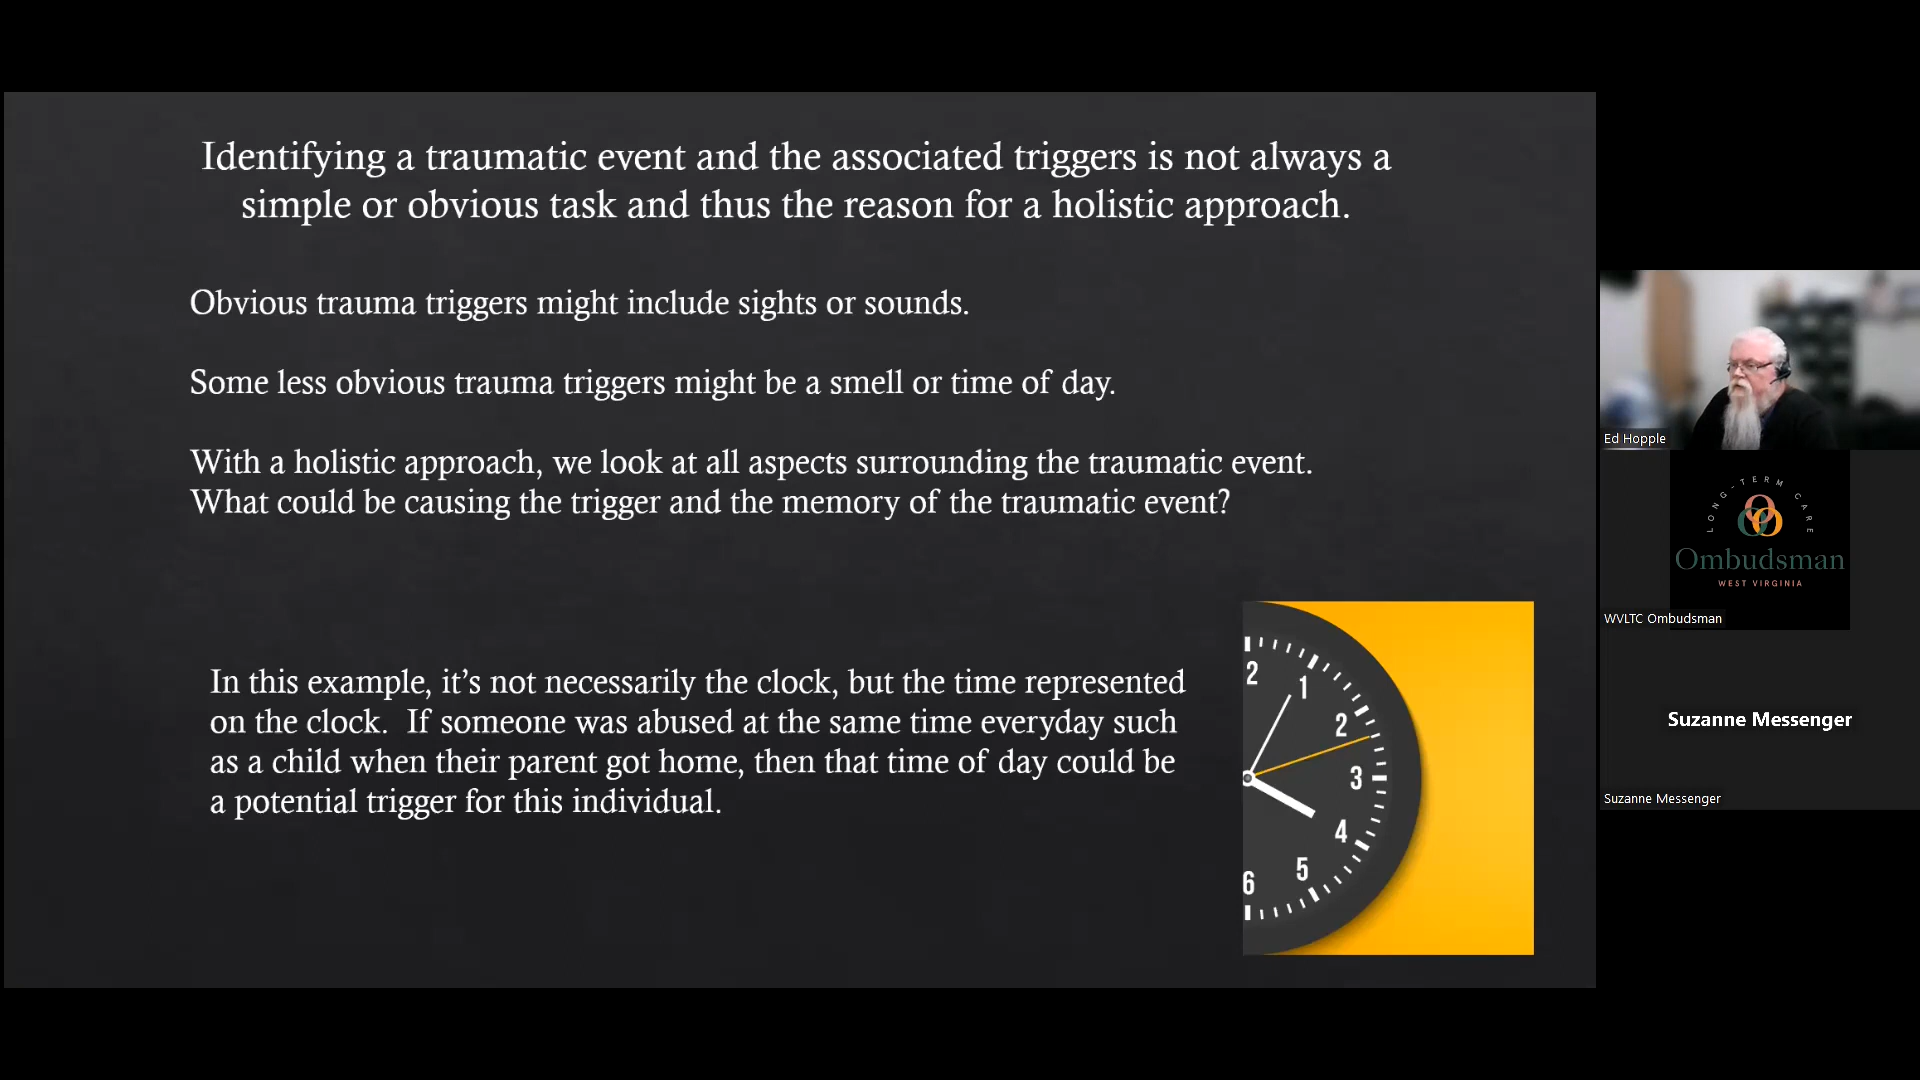 Identifying a traumatic event and the associated triggers is not always a
simple or obvious task and thus the reason for a holistic approach.
Obvious trauma triggers might include sights or sounds.
Some less obvious trauma triggers might be a smell or time of day.
With a holistic approach, we look at all aspects surrounding the traumatic event.
What could be causing the trigger and the memory of the traumatic event?
In this example, it's not necessarily the clock, but the time represented
on the clock.  If someone was abused at the same time everyday such
as a child when their parent got home, then that time of day could be
a potential trigger for this individual.
2
1
2
3
4
5
6
Ed Hopple
LONG-TERM CARE
Ombudsman
WEST VIRGINIA
WVLTC Ombudsman
Suzanne Messenger
Suzanne Messenger